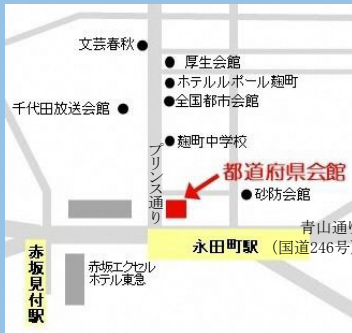 文芸春秋
厚生会館
ホテルルポール麹町
全国都市会館
千代田放送会館
麹町中学校
プリンス通り
都道府県会館
砂防会館
青山通り
永田町駅
(国道246号)
赤坂見付駅
赤坂エクセル
ホテル東急